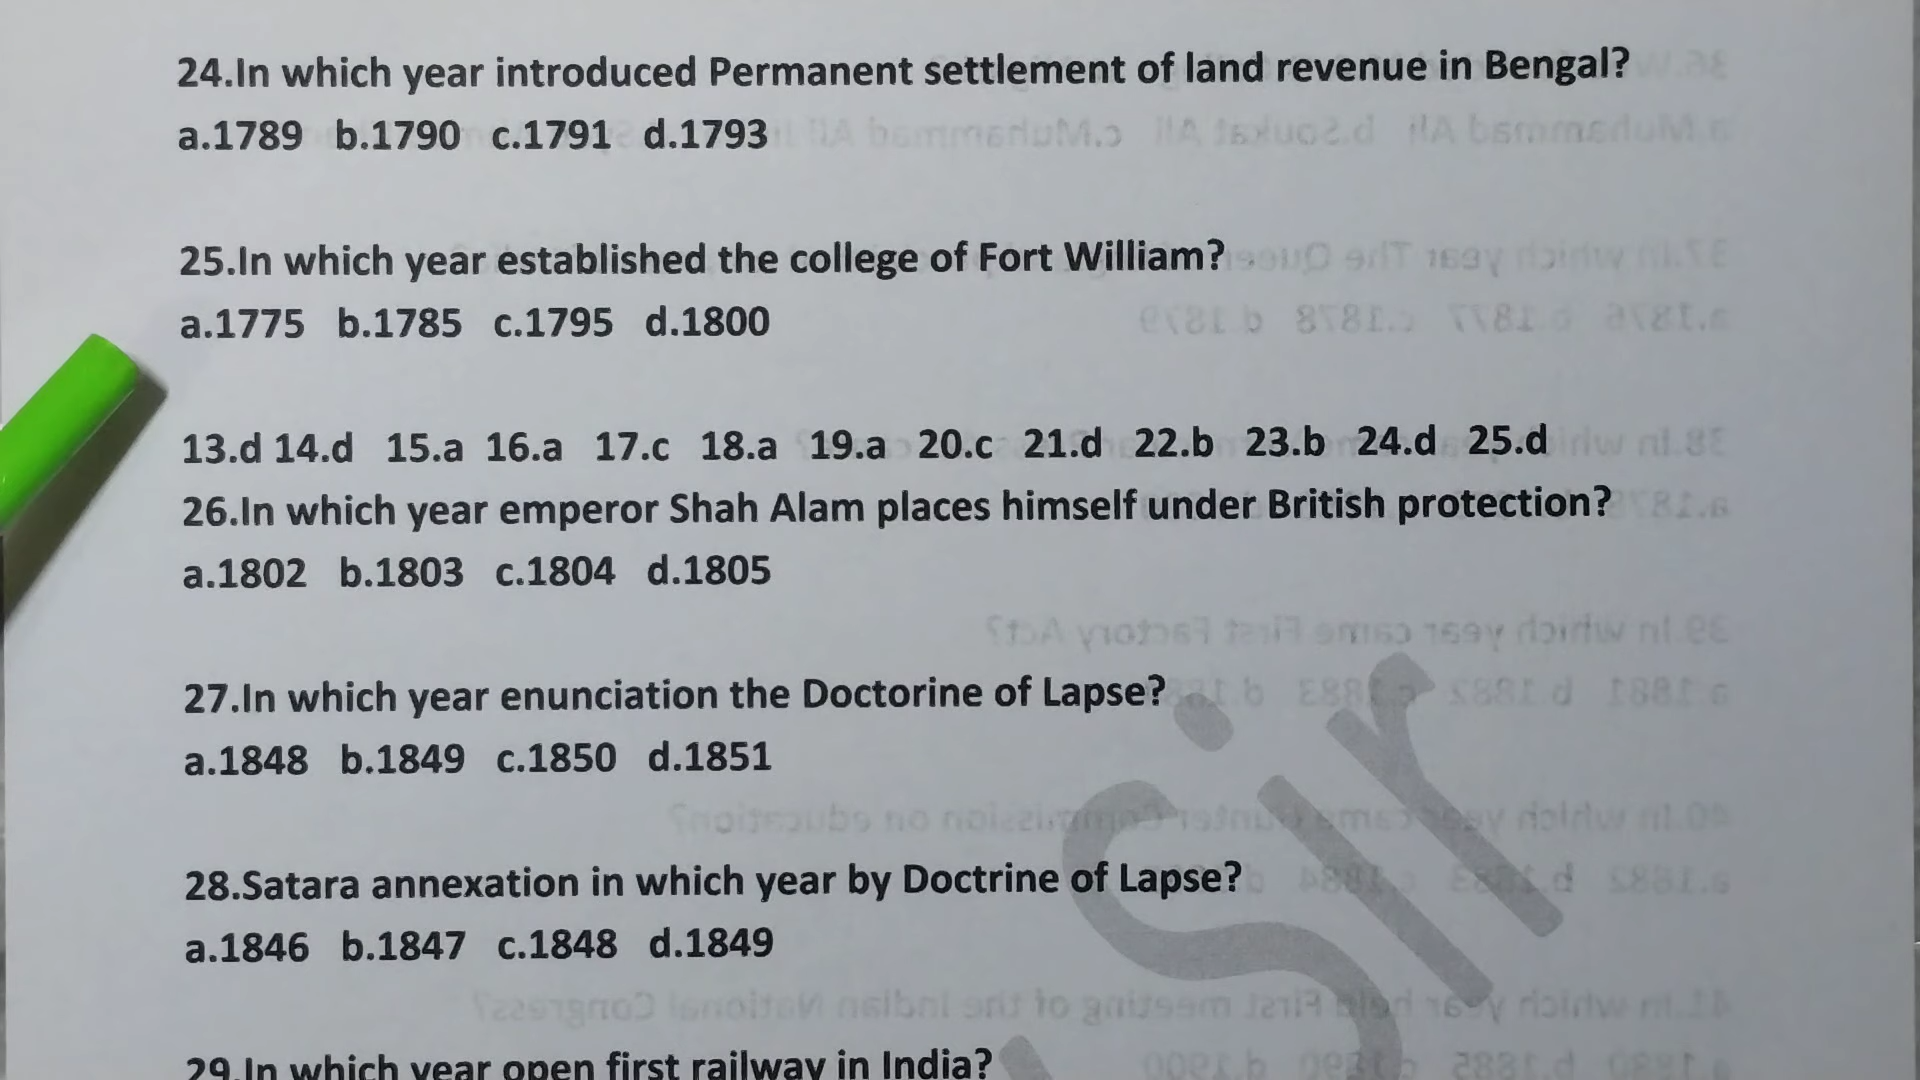 24.In which year introduced Permanent settlement of land revenue in Bengal?
a.1789 b.1790 c.1791 d.1793
25.In which year established the college of Fort William?
a.1775 b.1785 c.1795 d.1800
13.d 14.d 15.a 16.a 17.c 18.a 19.a 20.c 21.d 22.b 23.b 24.d 25.d
26.In which year emperor Shah Alam places himself under British protection?
a.1802 b.1803 c.1804 d.1805
27.In which year enunciation the Doctorine of Lapse?
a.1848 b.1849 c.1850 d.1851
28.Satara annexation in which year by Doctrine of Lapse?
a.1846 b.1847 c.1848 d.1849
29.In which year open first railway in India?
Sir